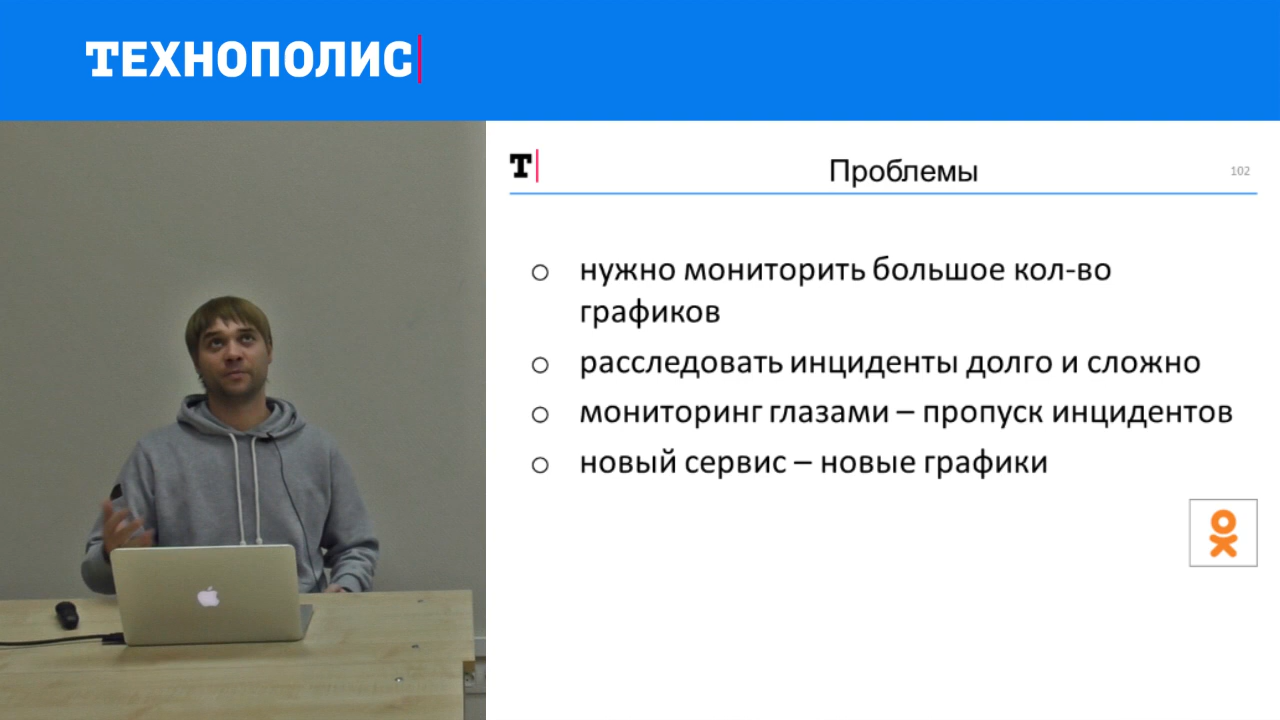 ТЕХНОПОЛИС
Т
Проблемы
102
o нужно мониторить большое кол-во
графиков
o расследовать инциденты долго и сложно
o мониторинг глазами – пропуск инцидентов
o новый сервис – новые графики